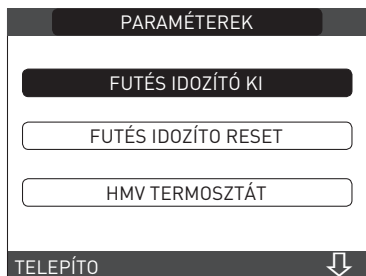 PARAMÉTEREK
FUTÉS IDOZÍTÓ KI
FUTÉS IDOZÍTO RESET
HMV TERMOSZTÁT
TELEPÍTO